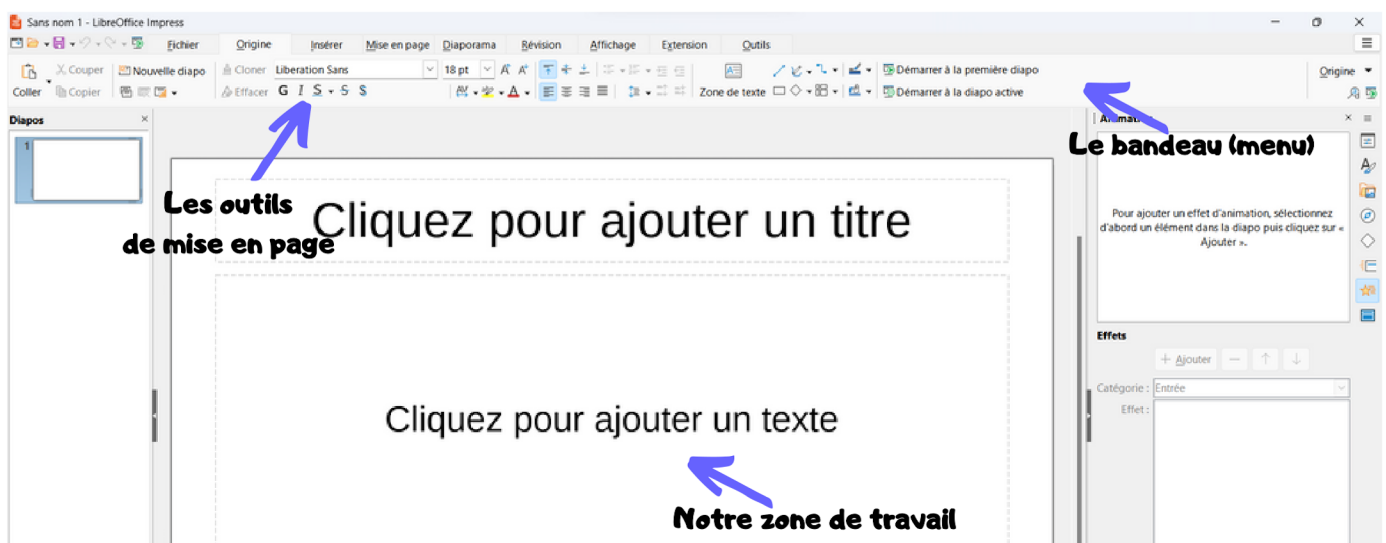 Sans nom 1 - LibreOffice Impress
Fichier Origine Insérer Mise en page Diaporama Révision Affichage Extension Outils
Couper Nouvelle diapo Cloner Liberation Sans 18 pt Démarrer à la première diapo Origine
Coller Copier Effacer G I S S S Zone de texte Démarrer à la diapo active
Diapos
1
Les outils
de mise en page
Cliquez pour ajouter un titre
Cliquez pour ajouter un texte
Notre zone de travail
Le bandeau (menu)
Pour ajouter un effet d'animation, sélectionnez
d'abord un élément dans la diapo puis cliquez sur «
Ajouter ».
Effets
Ajouter
Catégorie : Entrée
Effet :